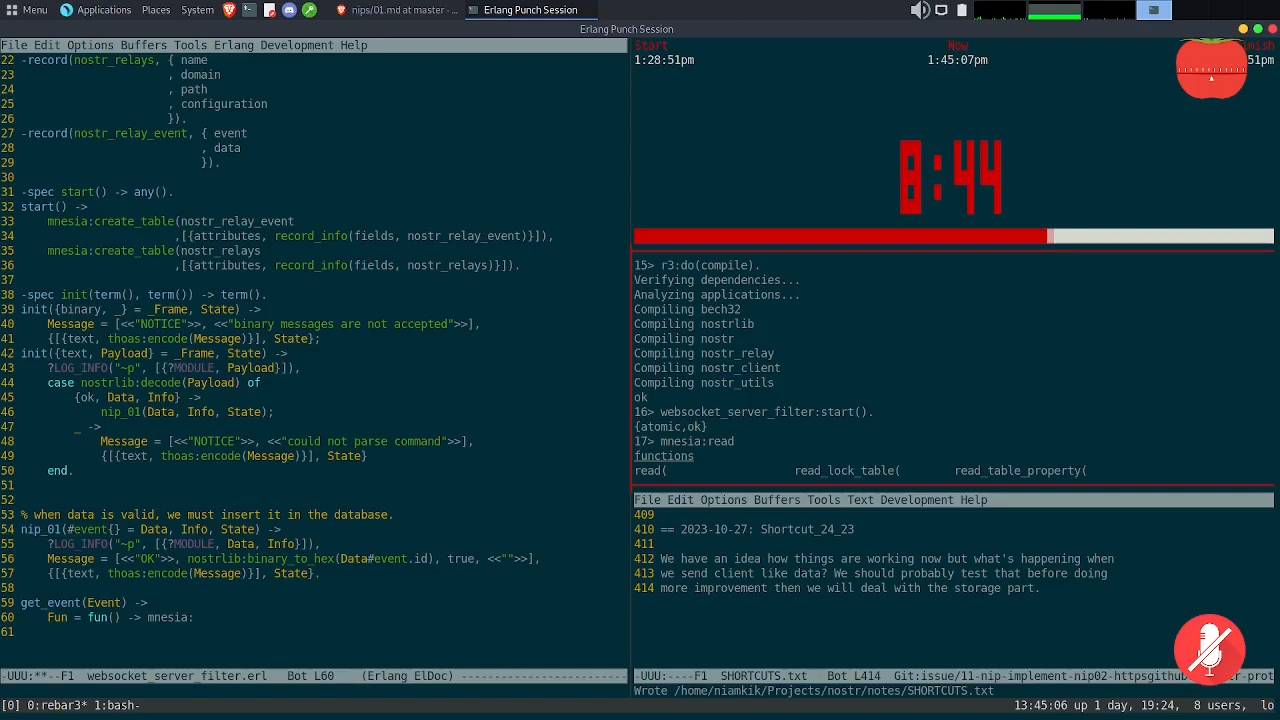 Menu Applications Places System nips/01.md at master - ... Erlang Punch Session
Erlang Punch Session
File Edit Options Buffers Tools Erlang Development Help
22 -record(nostr_relays, { name
23 , domain
24 , path
25 , configuration
26 }).
27 -record(nostr_relay_event, { event
28 , data
29 }).
30
31 -spec start() -> any().
32 start() ->
33 mnesia:create_table(nostr_relay_event
34 ,[{attributes, record_info(fields, nostr_relay_event)}]),
35 mnesia:create_table(nostr_relays
36 ,[{attributes, record_info(fields, nostr_relays)}]).
37
38 -spec init(term(), term()) -> term().
39 init({binary, _} = _Frame, State) ->
40 Message = [<<"NOTICE">>, <<"binary messages are not accepted">>],
41 {[{text, thoas:encode(Message)}], State};
42 init({text, Payload} = _Frame, State) ->
43 ?LOG_INFO("~p", [{?MODULE, Payload}]),
44 case nostrlib:decode(Payload) of
45 {ok, Data, Info} ->
46 nip_01(Data, Info, State);
47 _ ->
48 Message = [<<"NOTICE">>, <<"could not parse command">>],
49 {[{text, thoas:encode(Message)}], State}
50 end.
51
52
53 % when data is valid, we must insert it in the database.
54 nip_01(#event{} = Data, Info, State) ->
55 ?LOG_INFO("~p", [{?MODULE, Data, Info}]),
56 Message = [<<"OK">>, nostrlib:binary_to_hex(Data#event.id), true, <<"">>],
57 {[{text, thoas:encode(Message)}], State}.
58
59 get_event(Event) ->
60 Fun = fun() -> mnesia:
61
-UUU:**--F1 websocket_server_filter.erl Bot L60 (Erlang ElDoc) ------------------------
Start Now inish
1:28:51pm 1:45:07pm 51pm
8:44
15> r3:do(compile).
Verifying dependencies...
Analyzing applications...
Compiling bech32
Compiling nostrlib
Compiling nostr
Compiling nostr_relay
Compiling nostr_client
Compiling nostr_utils
ok
16> websocket_server_filter:start().
{atomic,ok}
17> mnesia:read
functions
read( read_lock_table( read_table_property(
File Edit Options Buffers Tools Text Development Help
409
410 == 2023-10-27: Shortcut_24_23
411
412 We have an idea how things are working now but what's happening when
413 we send client like data? We should probably test that before doing
414 more improvement then we will deal with the storage part.
-UUU:----F1 SHORTCUTS.txt Bot L414 Git:issue/11-nip-implement-nip02-httpsgithub r-prot
Wrote /home/niamkik/Projects/nostr/notes/SHORTCUTS.txt
[0] 0:rebar3* 1:bash- 13:45:06 up 1 day, 19:24, 8 users, lo